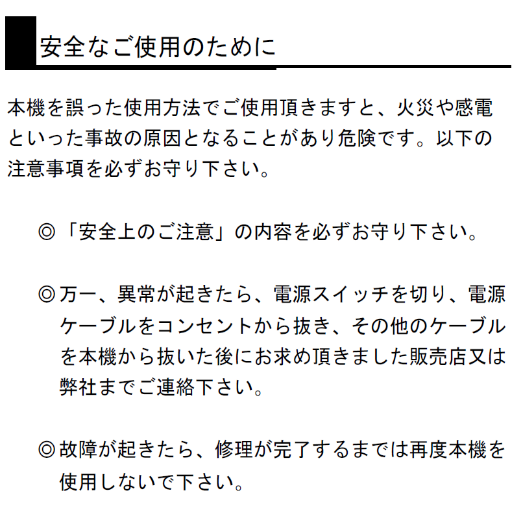 安全なご使用のために
本機を誤った使用方法でご使用頂きますと、火災や感電
といった事故の原因となることがあり危険です。以下の
注意事項を必ずお守り下さい。
◎「安全上のご注意」の内容を必ずお守り下さい。
◎万一、異常が起きたら、電源スイッチを切り、電源
ケーブルをコンセントから抜き、その他のケーブル
を本機から抜いた後にお求め頂きました販売店又は
弊社までご連絡下さい。
◎故障が起きたら、修理が完了するまでは再度本機を
使用しないで下さい。